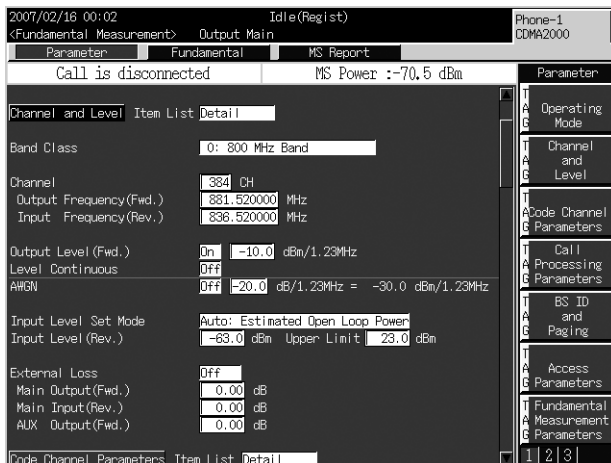 2007/02/16 00:02 Idle(Regist) Phone-1
<Fundamental Measurement> Output Main CDMA2000
Parameter Fundamental MS Report
Call is disconnected MS Power :-70.5 dBm Parameter
Channel and Level Item List Detail
Band Class 0: 800 MHz Band
Channel 384 CH
Output Frequency(Fwd.) 881.520000 MHz
Input Frequency(Rev.) 836.520000 MHz
Output Level(Fwd.) On -10.0 dBm/1.23MHz
Level Continuous Off
AWGN Off -20.0 dB/1.23MHz = -30.0 dBm/1.23MHz
Input Level Set Mode Auto: Estimated Open Loop Power
Input Level(Rev.) -63.0 dBm Upper Limit 23.0 dBm
External Loss Off
Main Output(Fwd.) 0.00 dB
Main Input(Rev.) 0.00 dB
AUX Output(Fwd.) 0.00 dB
Code Channel Parameters Item List Detail
TAG Operating Mode
TAG Channel and Level
TAG Code Channel Parameters
TAG Call Processing Parameters
TAG BS ID and Paging
TAG Access Parameters
TAG Fundamental Measurement Parameters
1 2 3